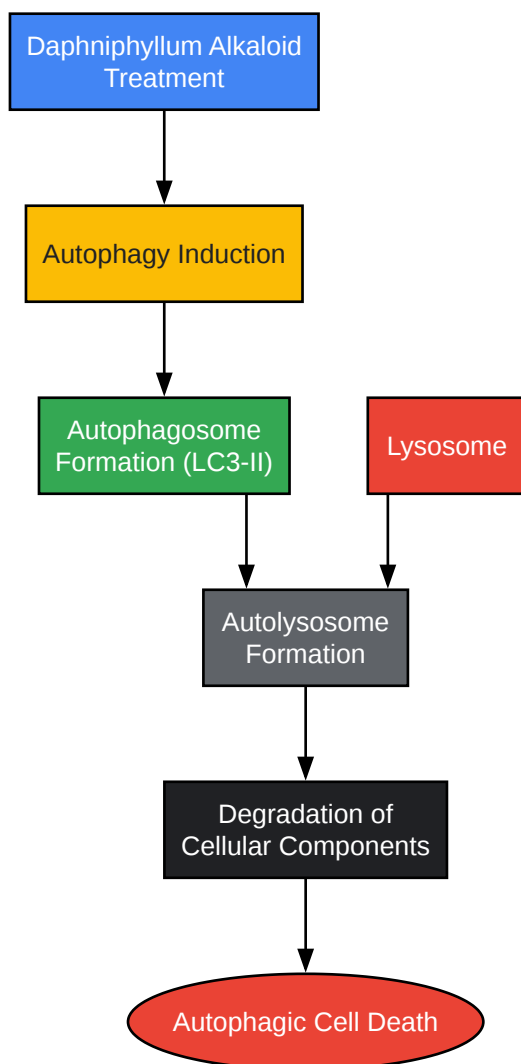 Daphniphyllum Alkaloid
Treatment
Autophagy Induction
Autophagosome
Formation (LC3-II)
Lysosome
Autolysosome
Formation
Degradation of
Cellular Components
Autophagic Cell Death